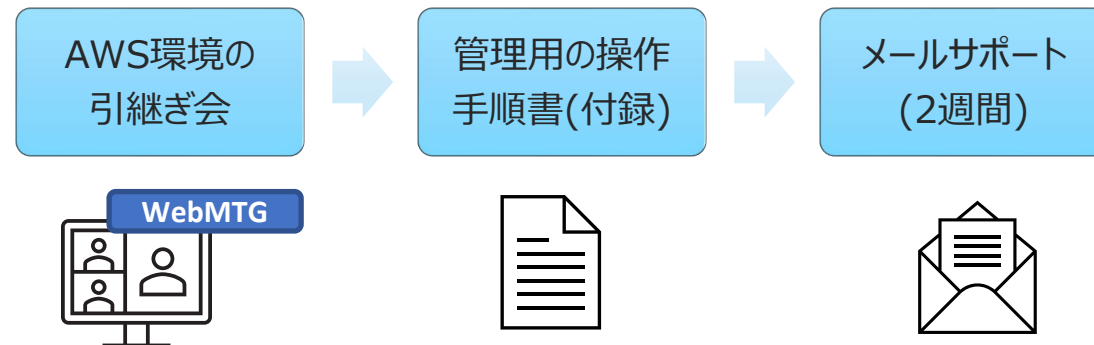 AWS環境の
引継ぎ会
管理用の操作
手順書(付録)
メールサポート
(2週間)
WebMTG